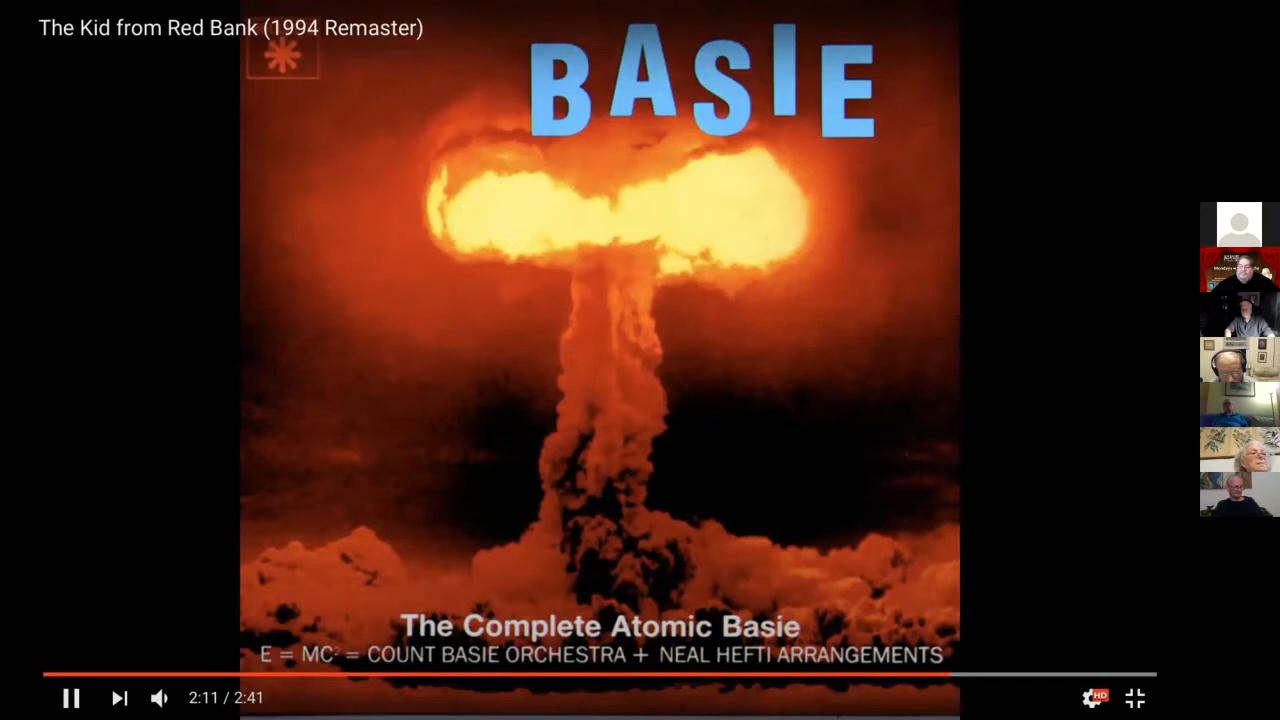 The Kid from Red Bank (1994 Remaster)
BASIE
The Complete Atomic Basie
E = MC² = COUNT BASIE ORCHESTRA + NEAL HEFTI ARRANGEMENTS
2:11 / 2:41
HD